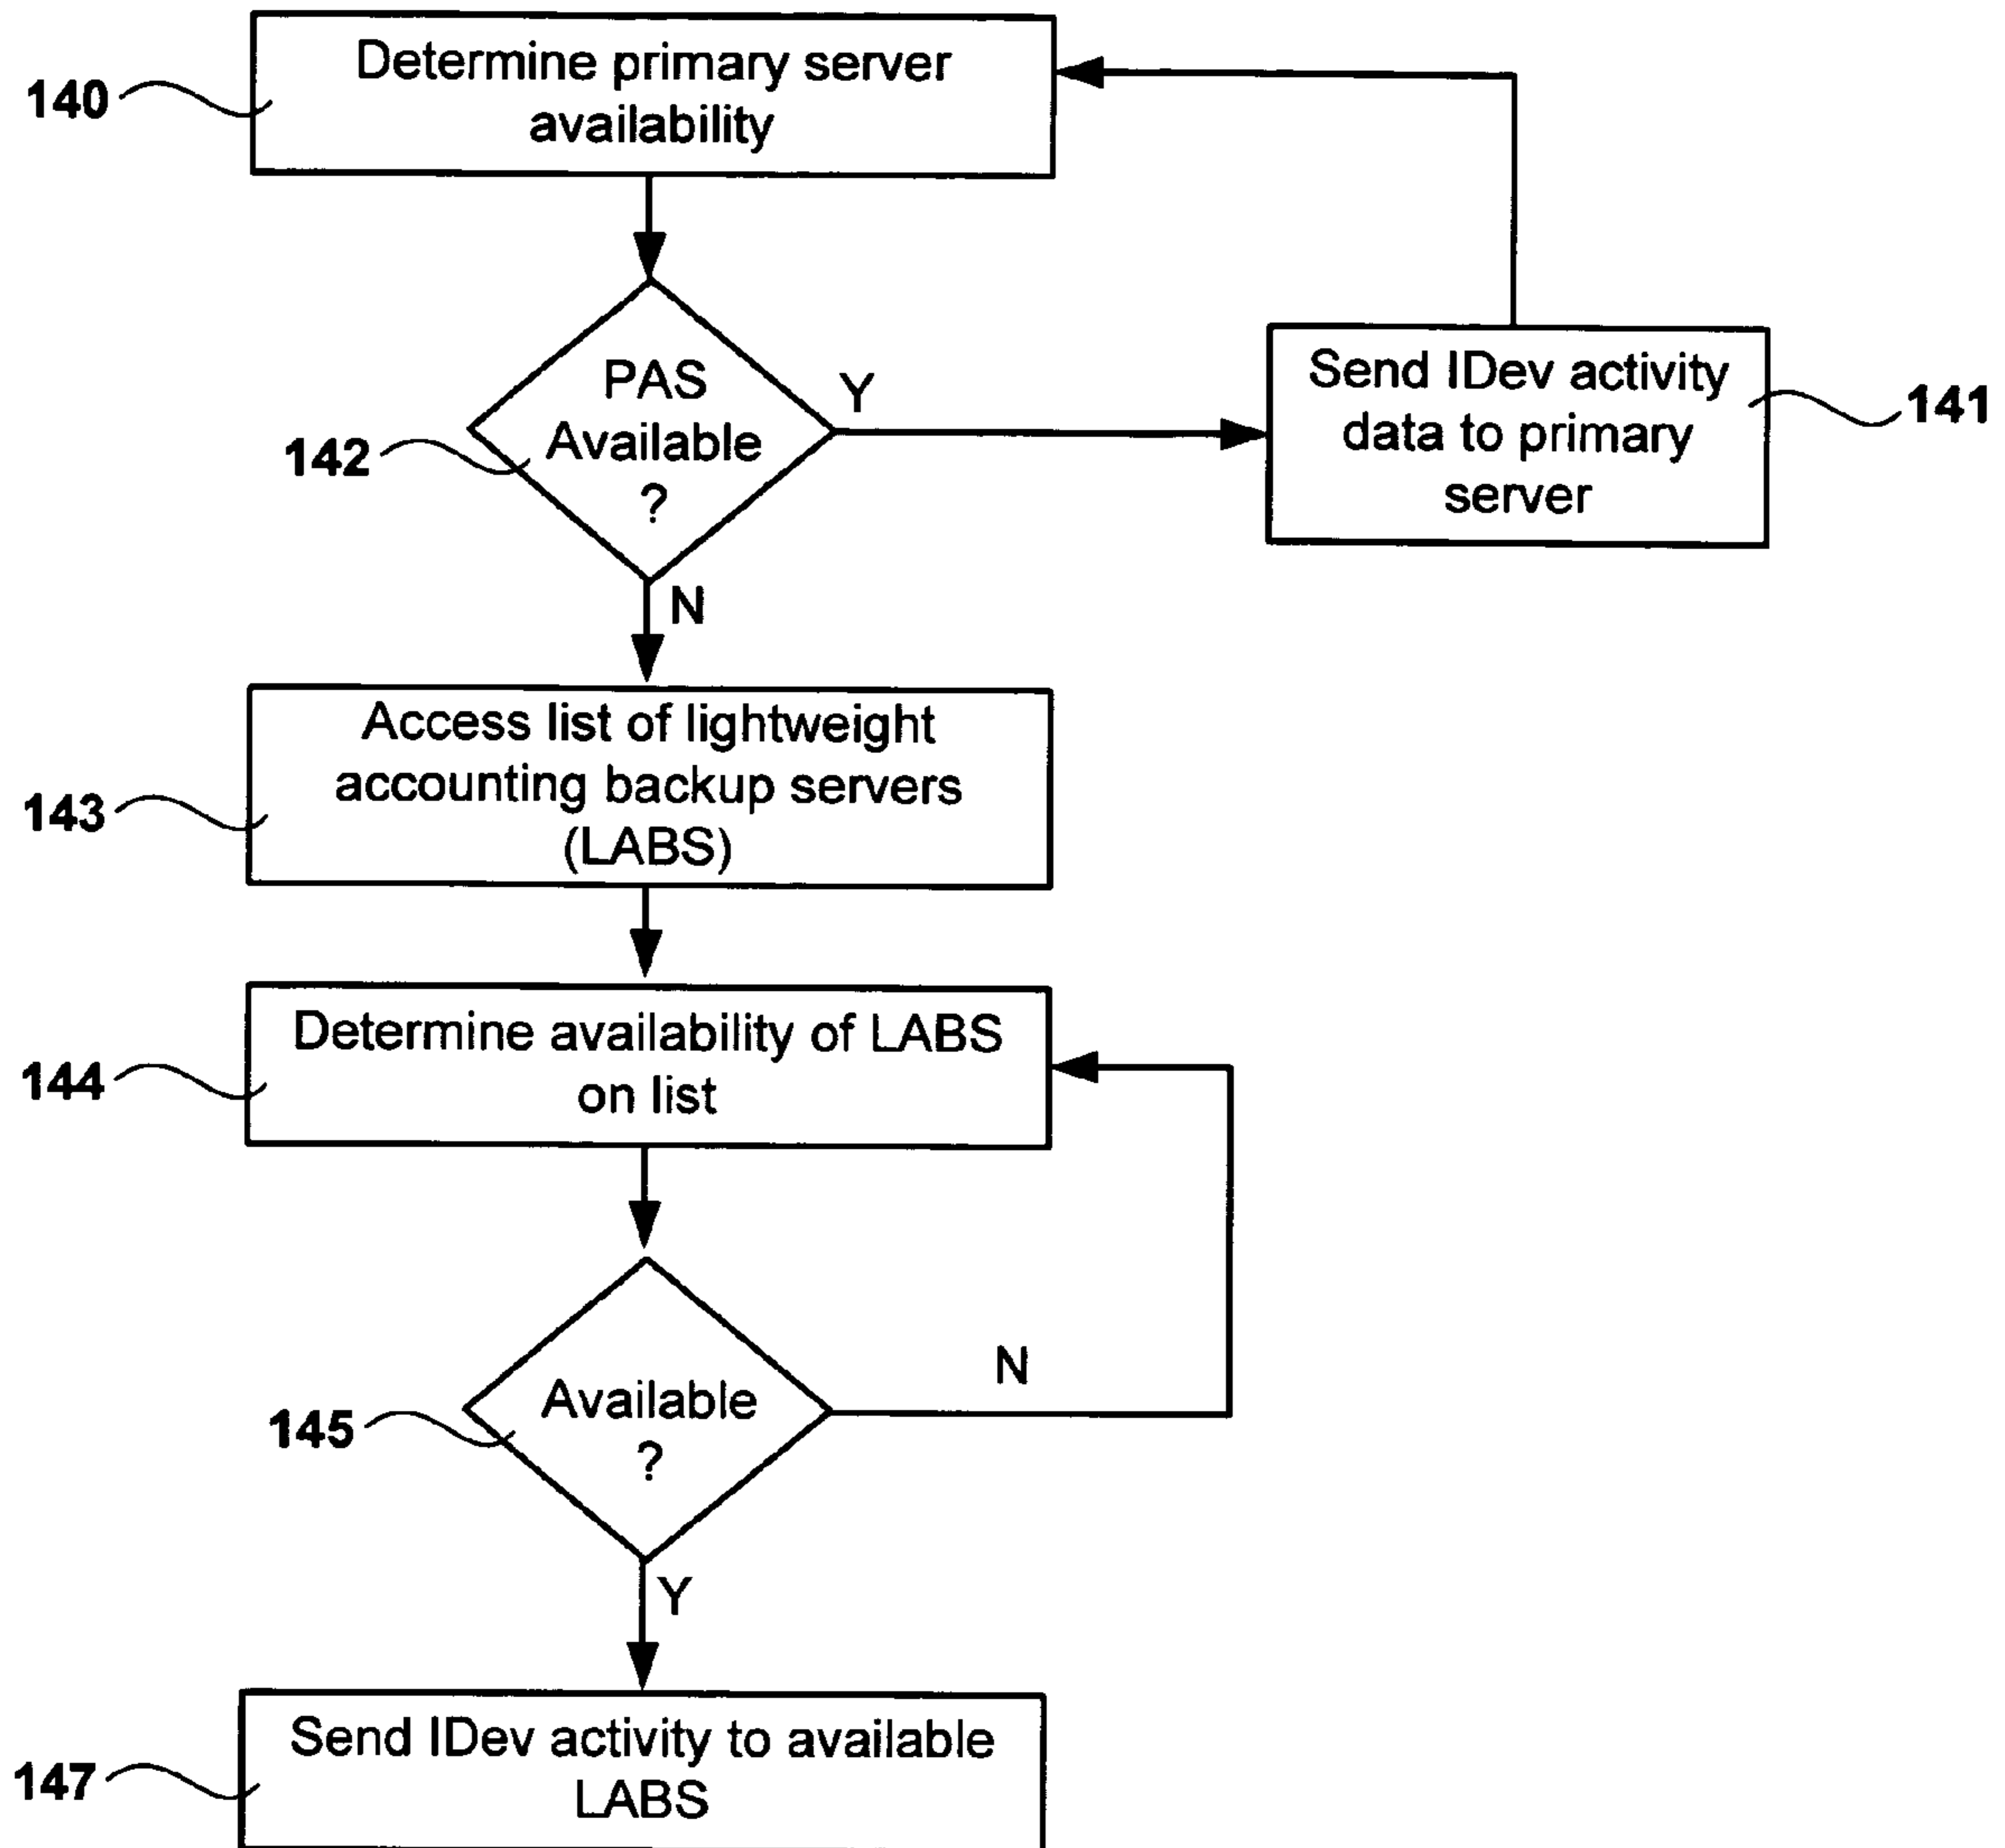 Determine primary server
availability
140
PAS
Available
?
Y
142
N
Send IDev activity
data to primary
server
141
Access list of lightweight
accounting backup servers
(LABS)
143
Determine availability of LABS
on list
144
Available
?
N
145
Y
Send IDev activity to available
LABS
147